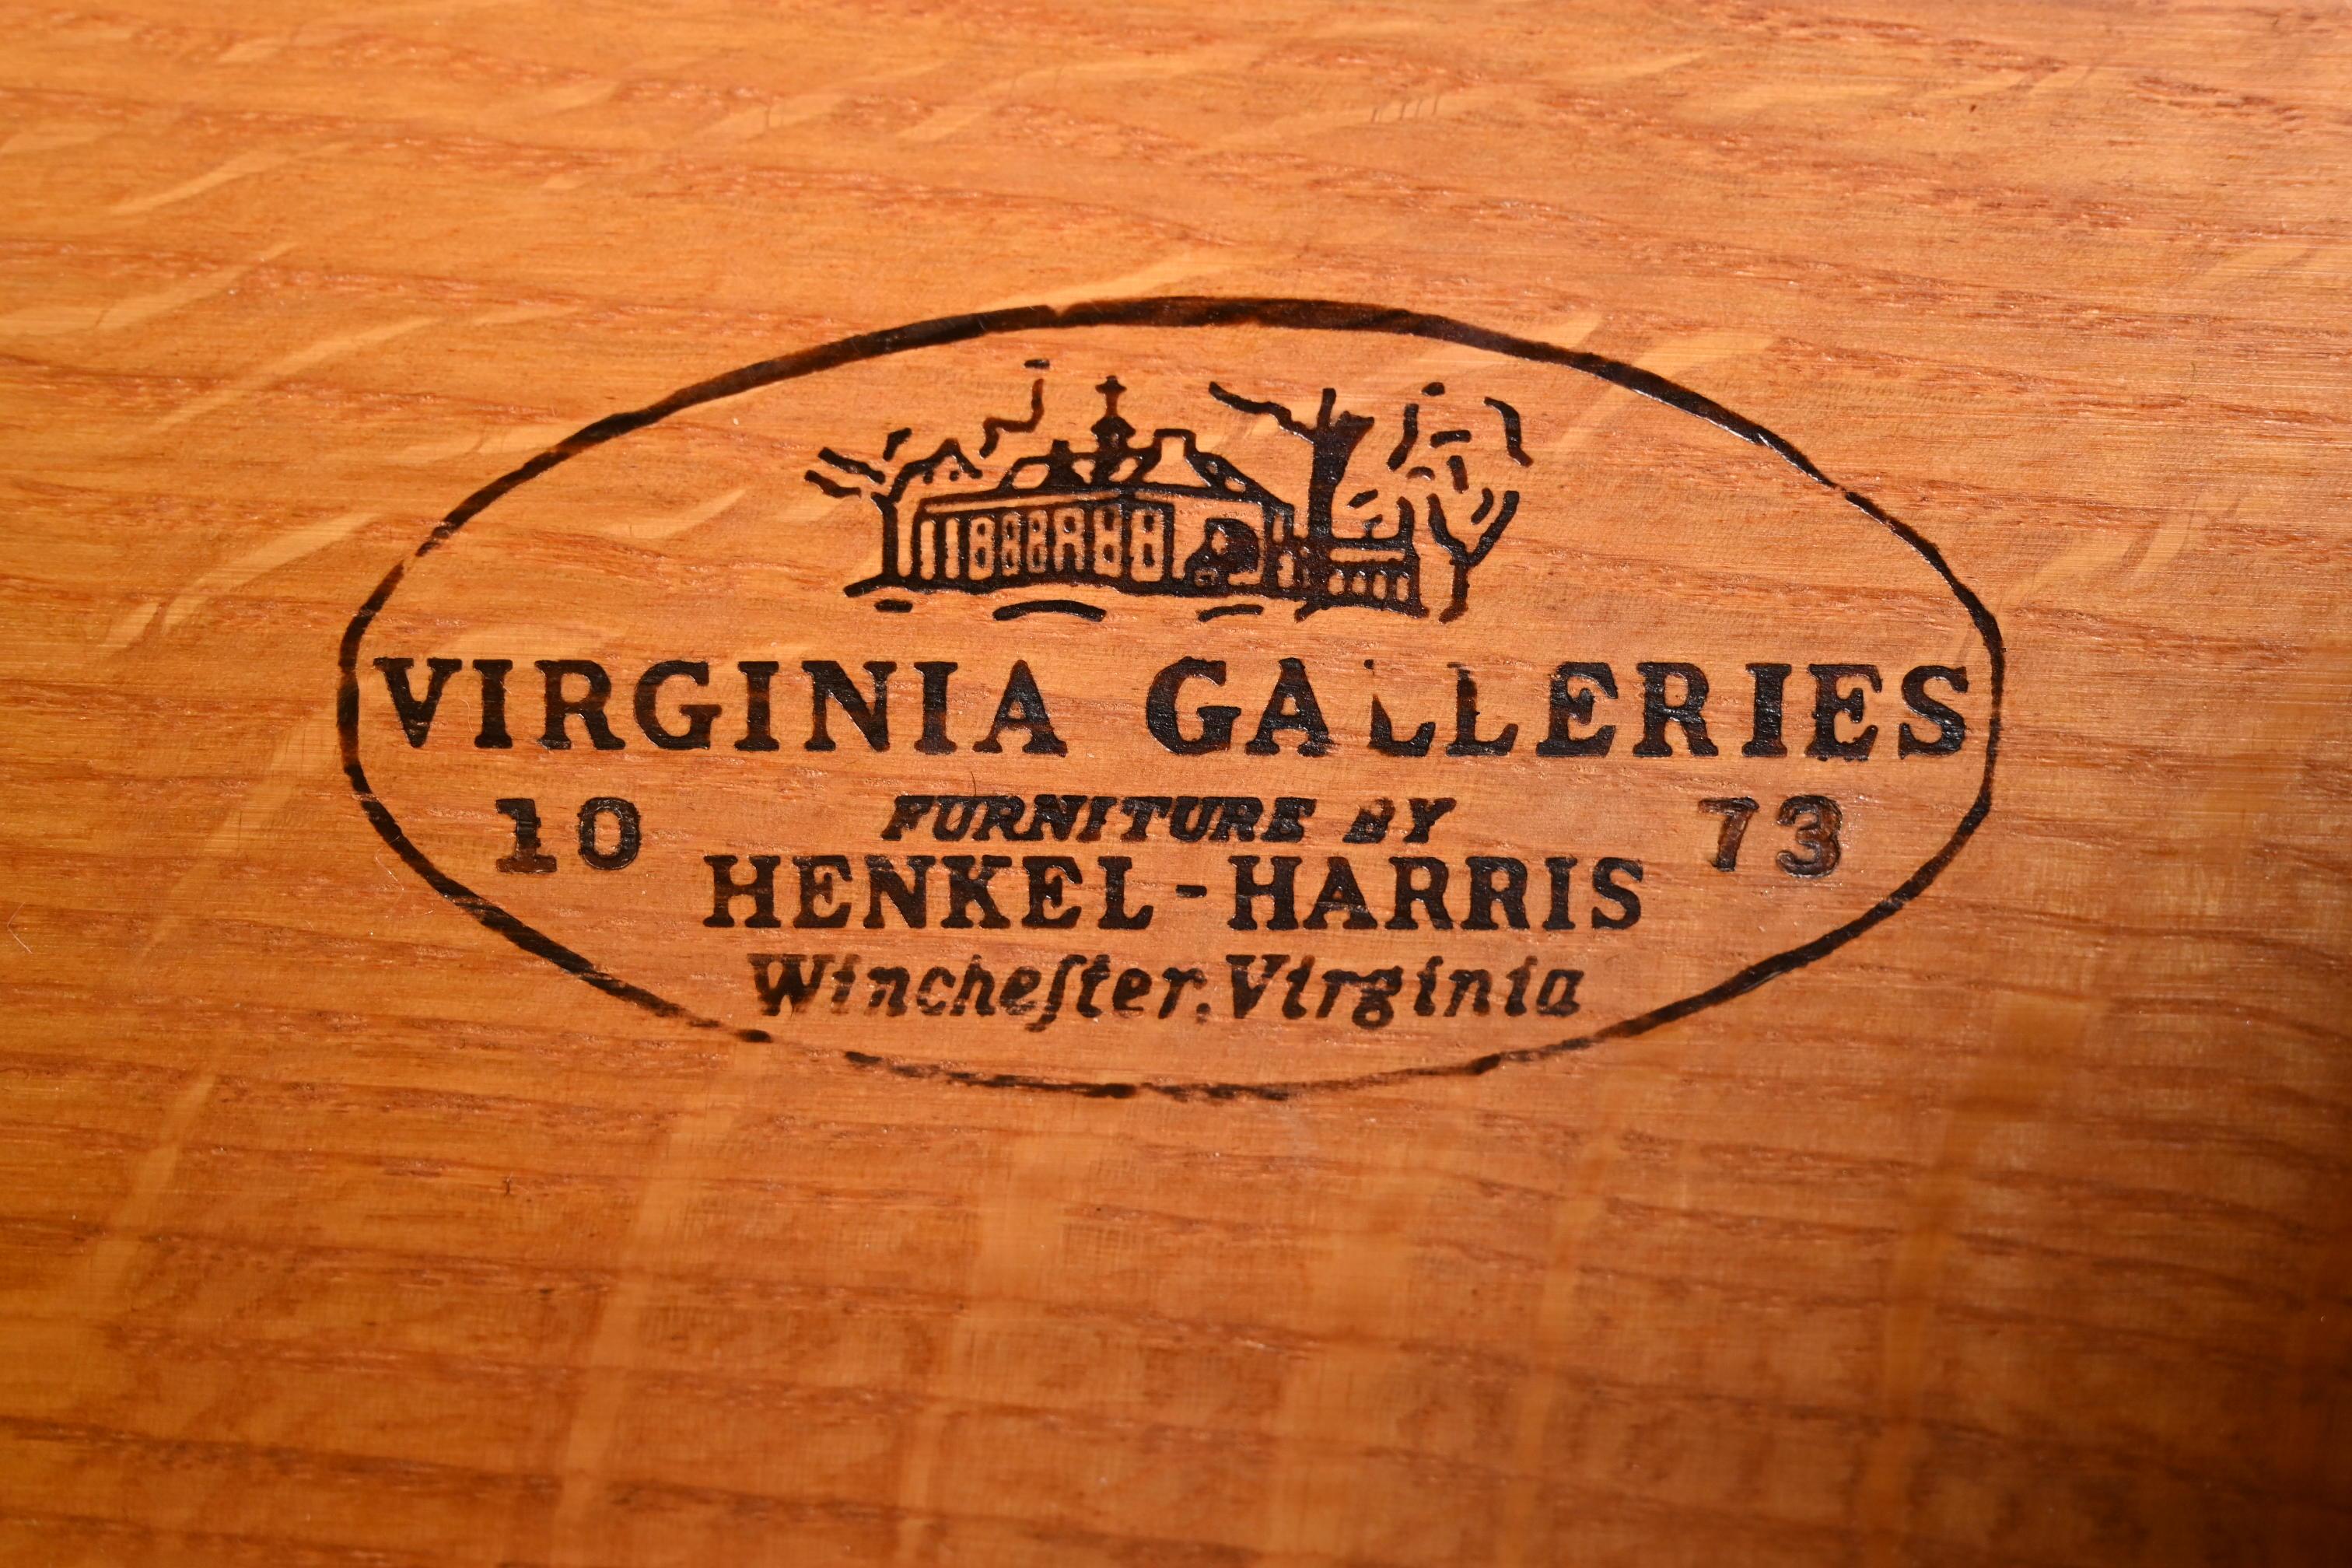 VIRGINIA GALLERIES
10 FURNITURE BY 73
HENKEL-HARRIS
Wincheſter, Virginia